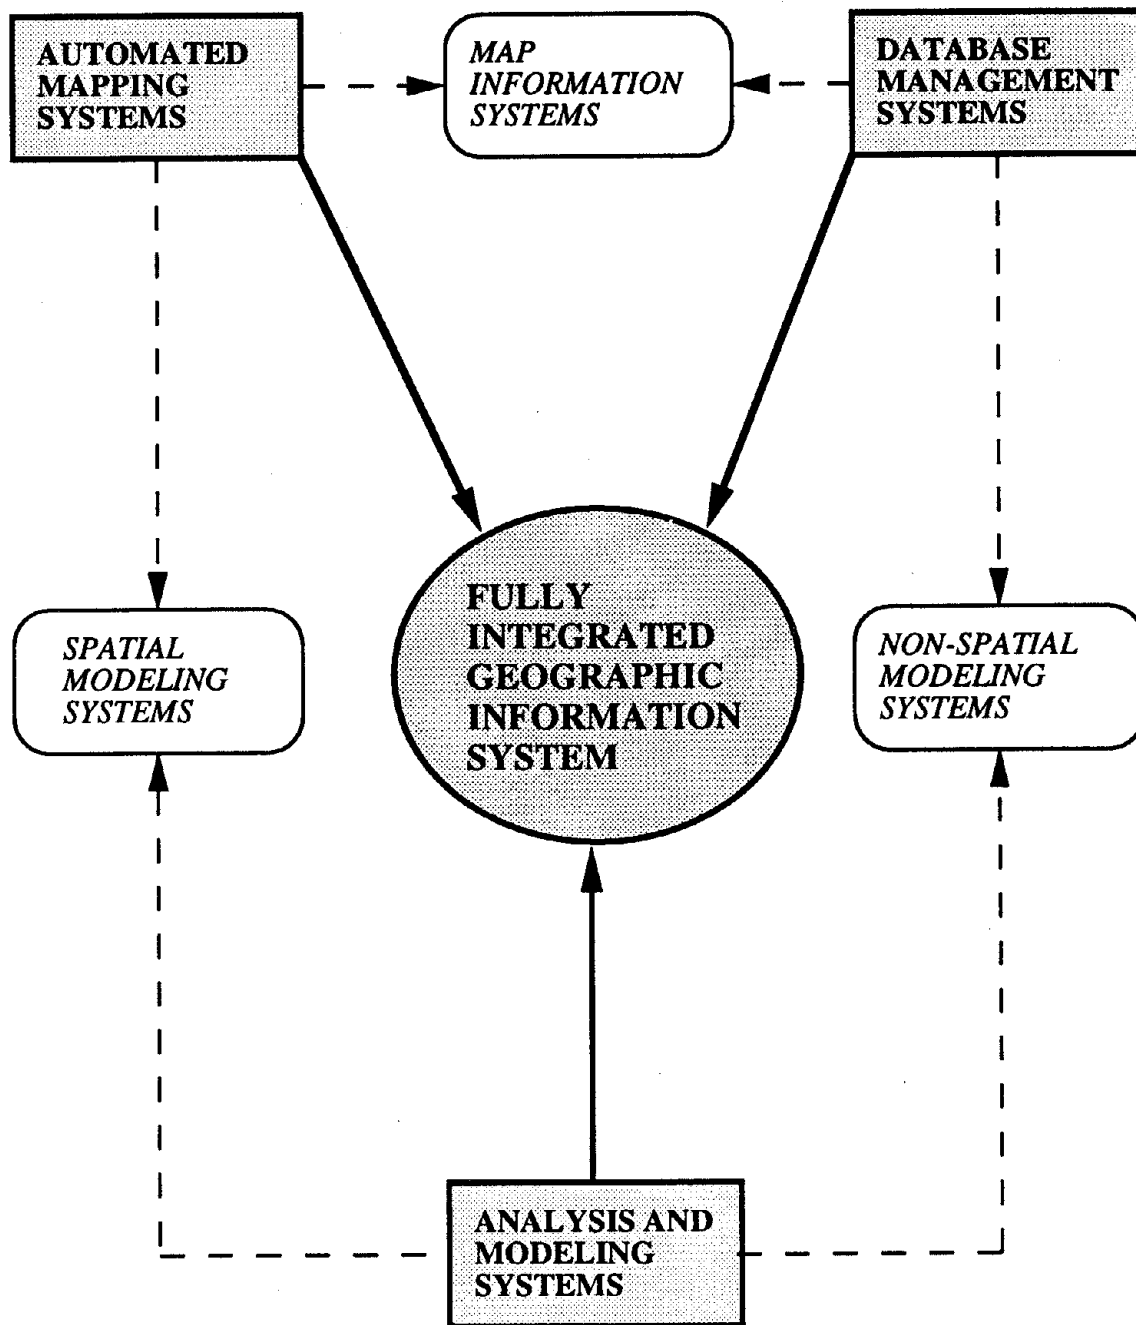 AUTOMATED
MAPPING
SYSTEMS
MAP
INFORMATION
SYSTEMS
DATABASE
MANAGEMENT
SYSTEMS
FULLY
INTEGRATED
GEOGRAPHIC
INFORMATION
SYSTEM
SPATIAL
MODELING
SYSTEMS
NON-SPATIAL
MODELING
SYSTEMS
ANALYSIS AND
MODELING
SYSTEMS